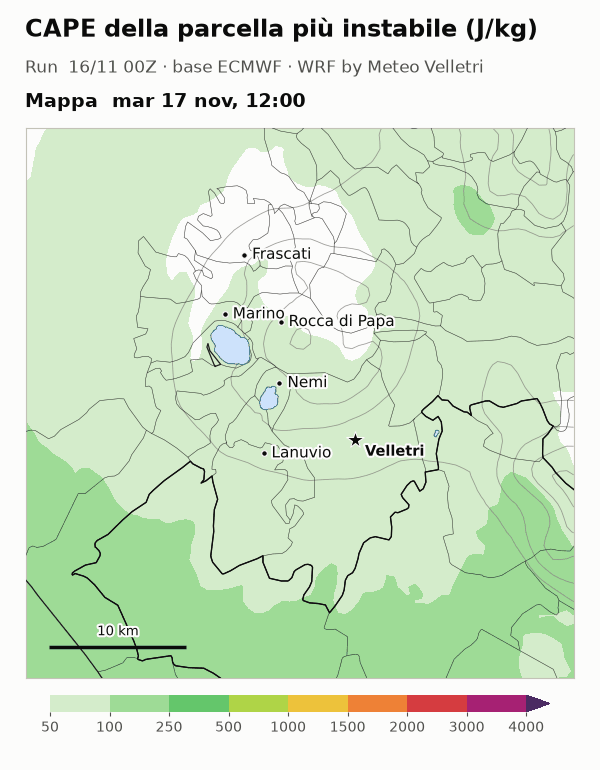 CAPE della parcella più instabile (J/kg)
Run  16/11 00Z · base ECMWF · WRF by Meteo Velletri
Mappa  mar 17 nov, 12:00
Frascati
Marino
Rocca di Papa
Nemi
Velletri
Lanuvio
10 km
50 100 250 500 1000 1500 2000 3000 4000